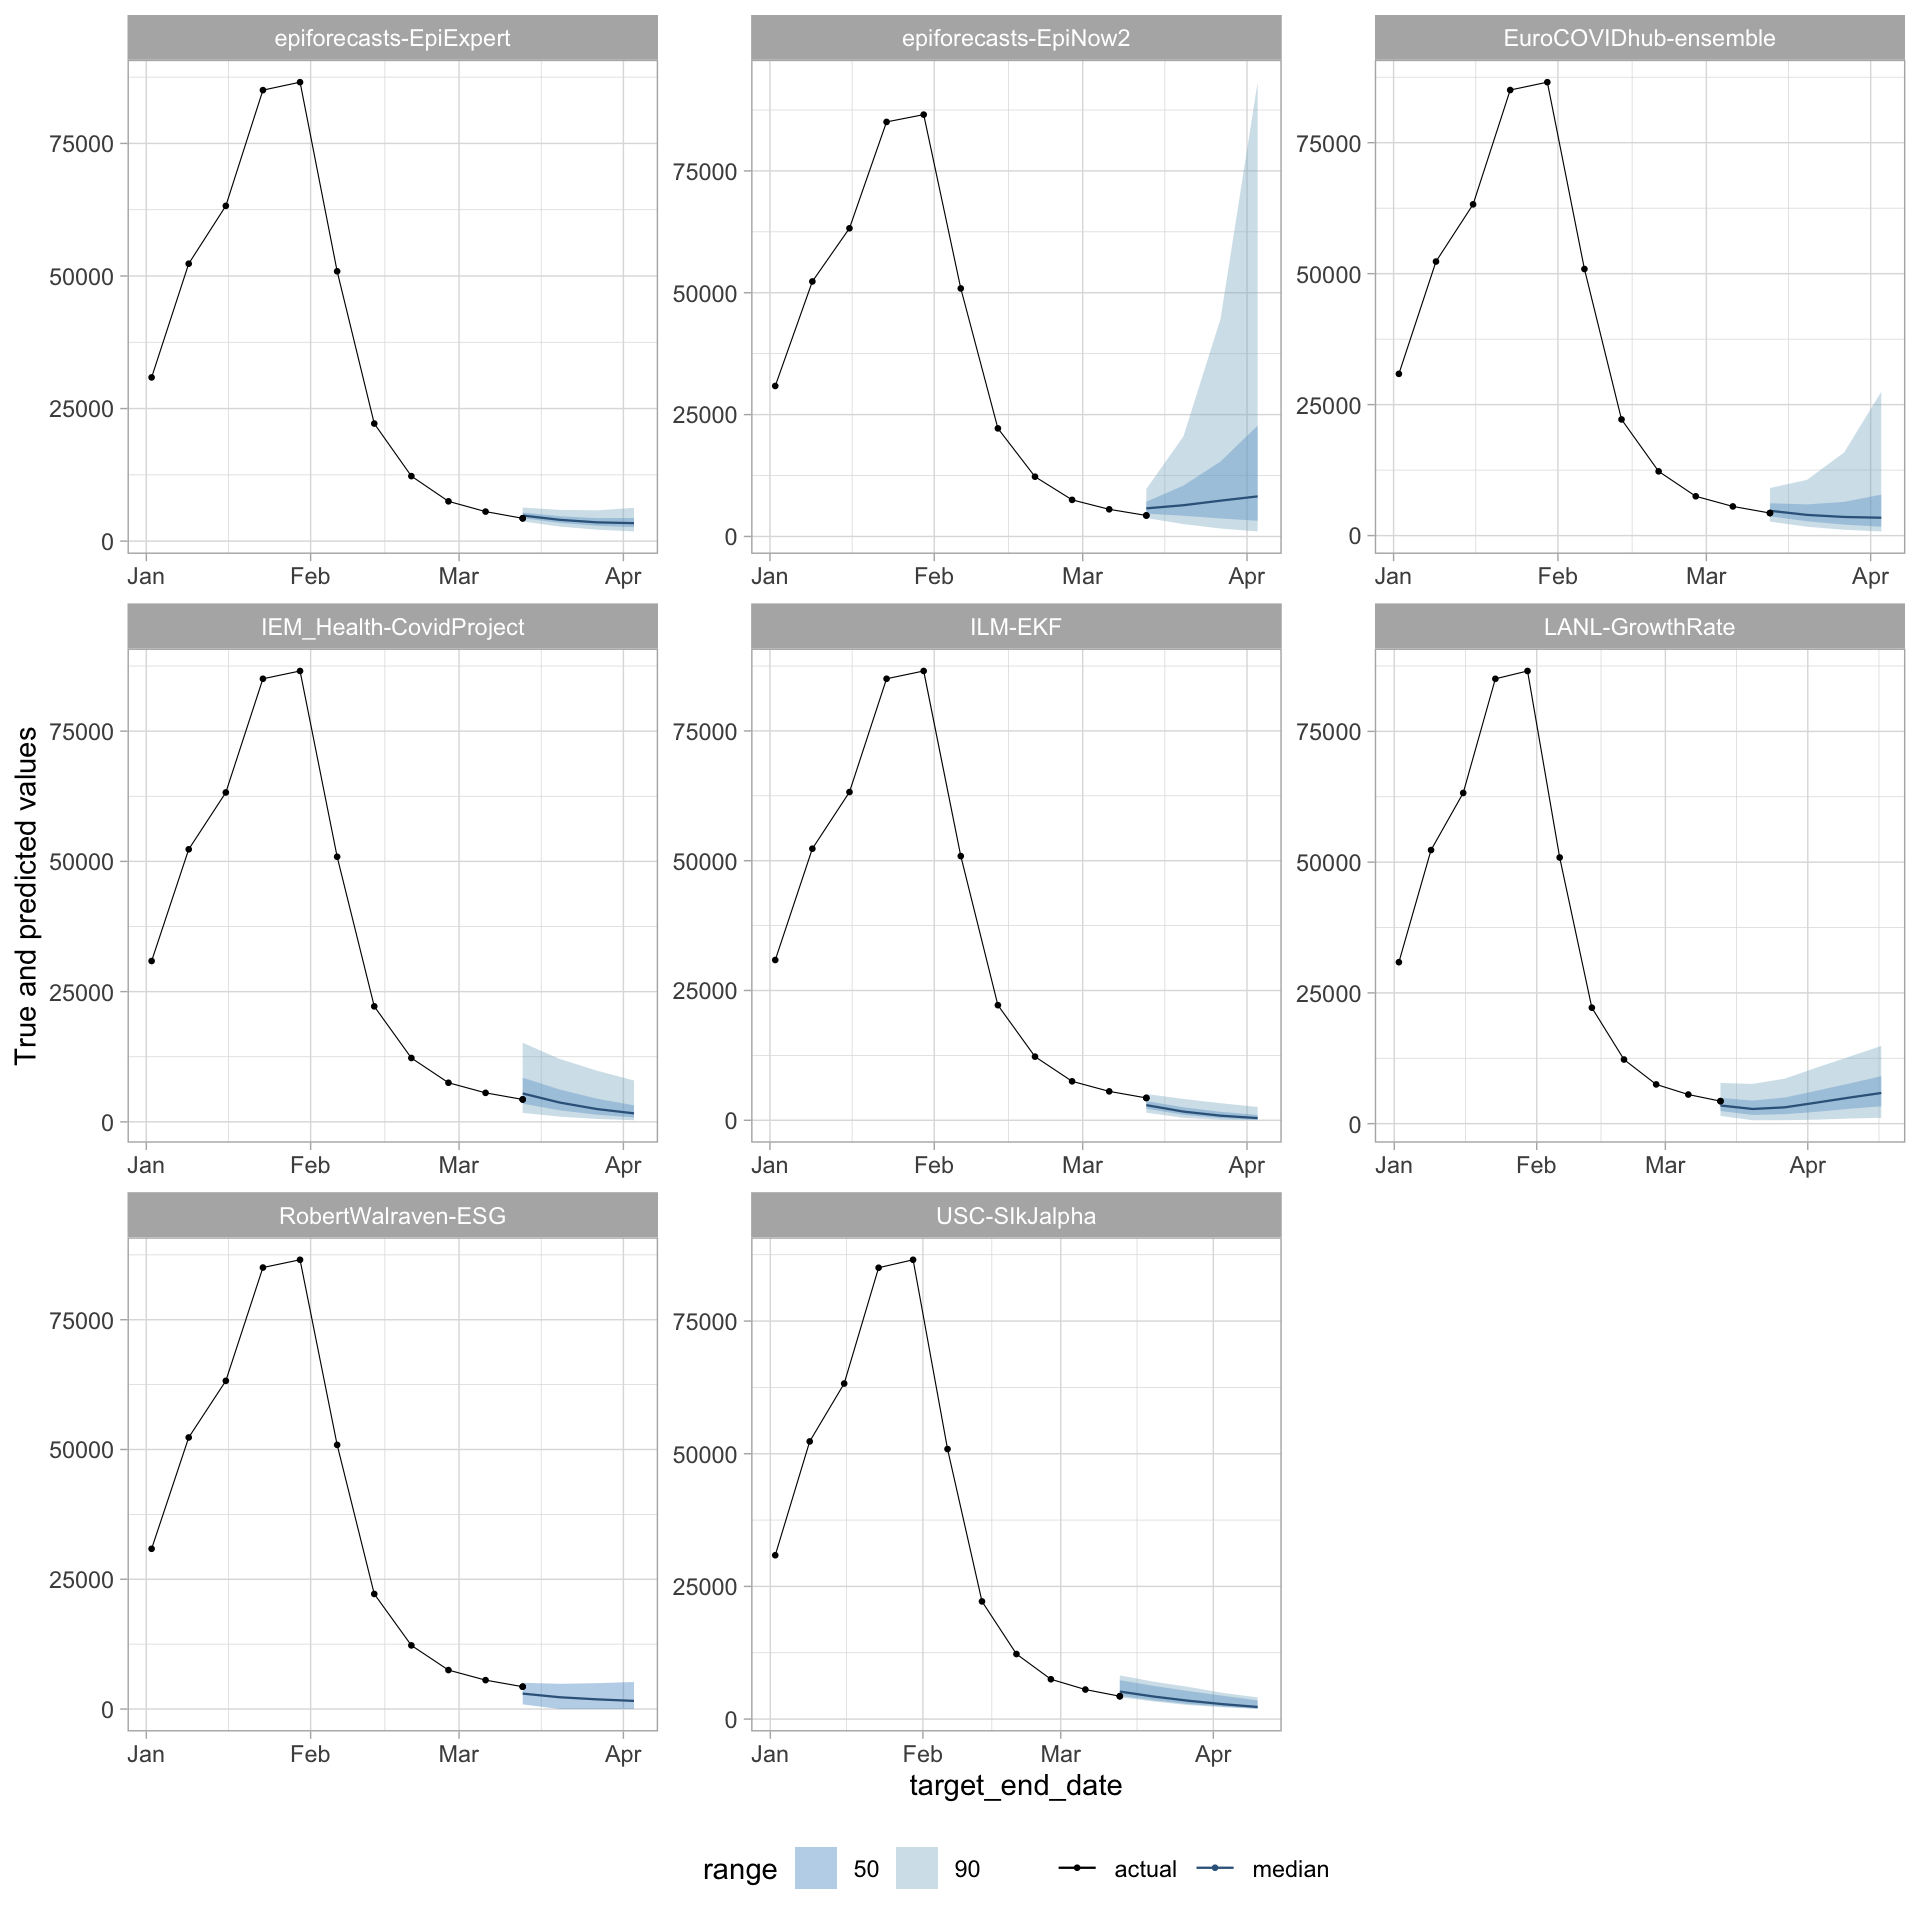 epiforecasts-EpiExpert
epiforecasts-EpiNow2
EuroCOVIDhub-ensemble
75000
50000
25000
0
Jan Feb Mar Apr
75000
50000
25000
0
Jan Feb Mar Apr
75000
50000
25000
0
Jan Feb Mar Apr
IEM_Health-CovidProject
ILM-EKF
LANL-GrowthRate
75000
50000
25000
0
Jan Feb Mar Apr
75000
50000
25000
0
Jan Feb Mar Apr
75000
50000
25000
0
Jan Feb Mar Apr
RobertWalraven-ESG
USC-SIkJalpha
75000
50000
25000
0
Jan Feb Mar Apr
75000
50000
25000
0
Jan Feb Mar Apr
True and predicted values
target_end_date
range 50 90 actual median